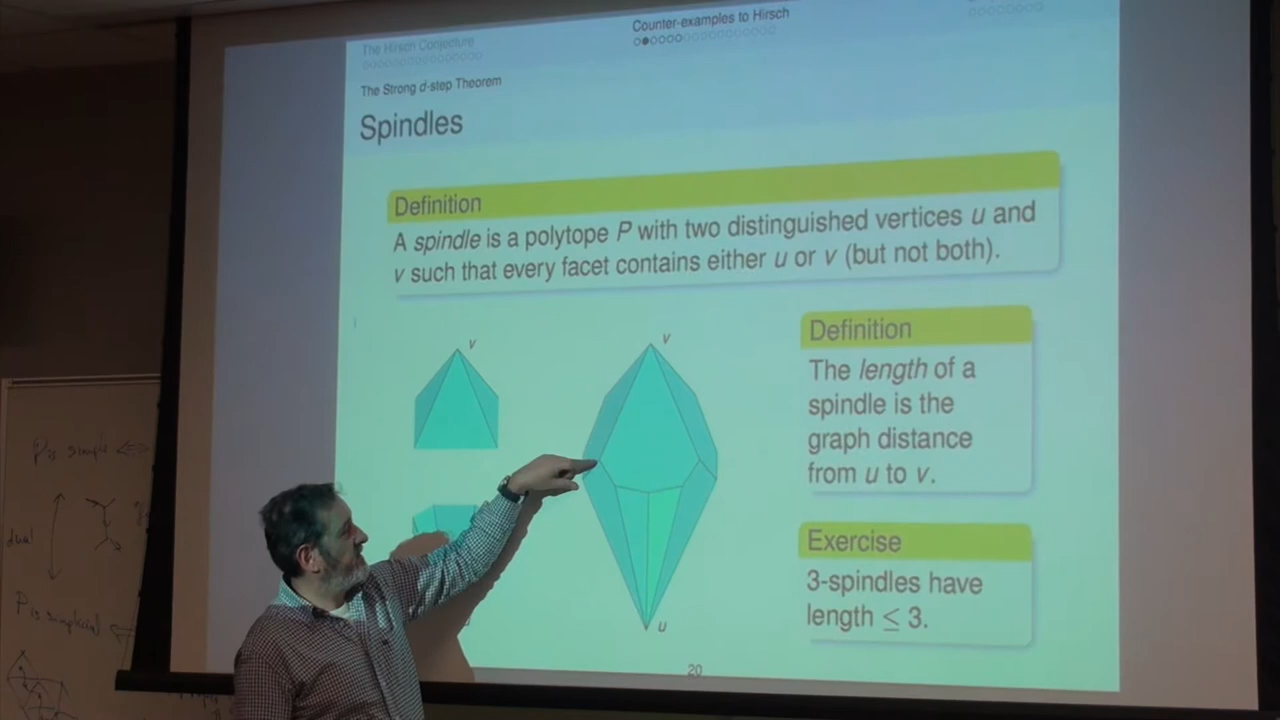 The Hirsch Conjecture
Counter-examples to Hirsch
The Strong d-step Theorem
Spindles
Definition
A spindle is a polytope P with two distinguished vertices u and
v such that every facet contains either u or v (but not both).
v
v
u
Definition
The length of a
spindle is the
graph distance
from u to v.
Exercise
3-spindles have
length ≤ 3.
20
P is simple ⇔
dual
P is simplicial